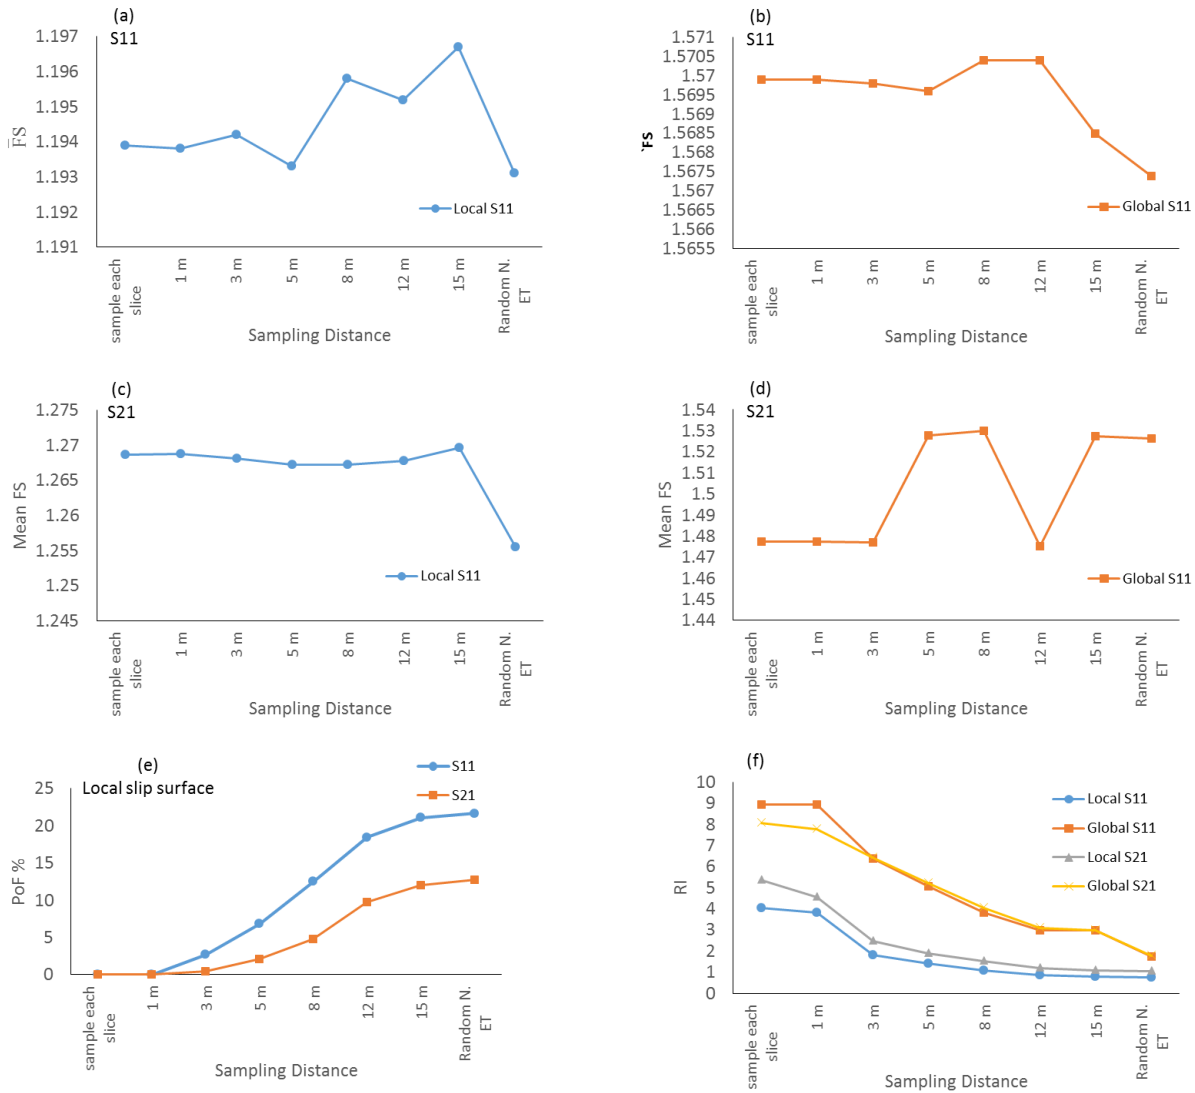 (a)
S11
1.197
1.196
1.195
1.194
1.193
1.192
1.191
FS
Local S11
sample each slice
1 m
3 m
5 m
8 m
12 m
15 m
Random N. ET
Sampling Distance
(b)
S11
1.571
1.5705
1.57
1.5695
1.569
1.5685
1.568
1.5675
1.567
1.5665
1.566
1.5655
`FS
Global S11
sample each slice
1 m
3 m
5 m
8 m
12 m
15 m
Random N. ET
Sampling Distance
(c)
S21
1.275
1.27
1.265
1.26
1.255
1.25
1.245
Mean FS
Local S11
sample each slice
1 m
3 m
5 m
8 m
12 m
15 m
Random N. ET
Sampling Distance
(d)
S21
1.54
1.53
1.52
1.51
1.5
1.49
1.48
1.47
1.46
1.45
1.44
Mean FS
Global S11
sample each slice
1 m
3 m
5 m
8 m
12 m
15 m
Random N. ET
Sampling Distance
(e)
Local slip surface
S11
S21
25
20
15
10
5
0
PoF %
sample each slice
1 m
3 m
5 m
8 m
12 m
15 m
Random N. ET
Sampling Distance
(f)
10
9
8
7
6
5
4
3
2
1
0
RI
Local S11
Global S11
Local S21
Global S21
sample each slice
1 m
3 m
5 m
8 m
12 m
15 m
Random N. ET
Sampling Distance